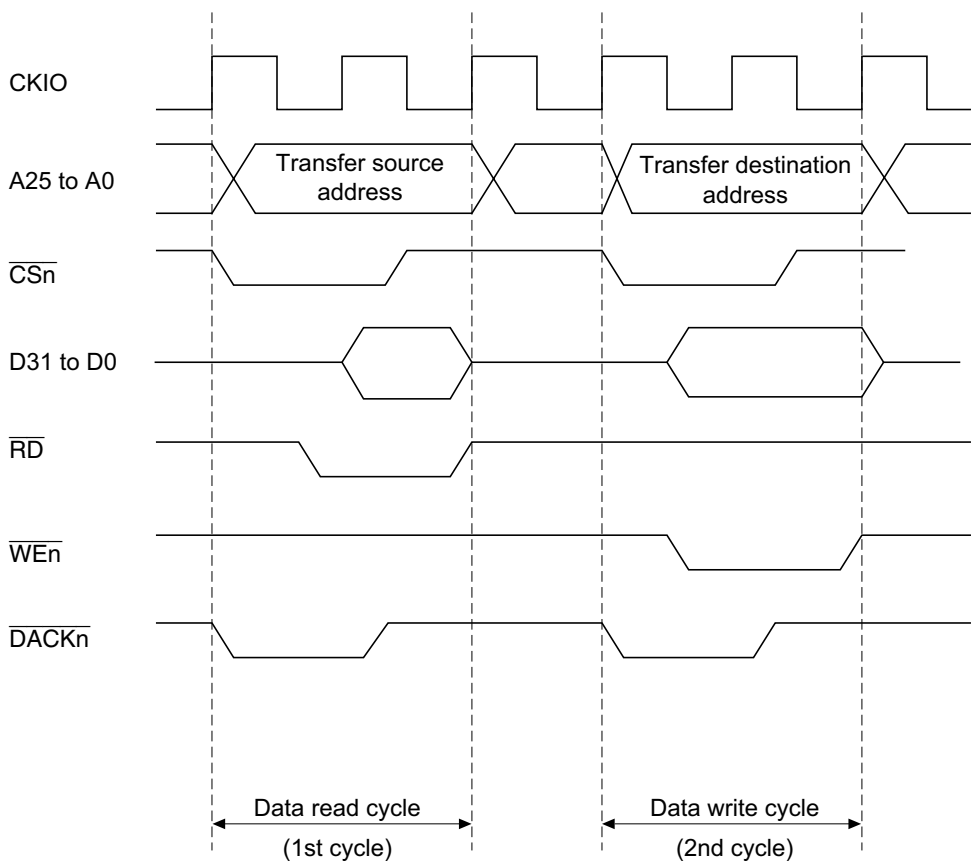 CKIO
A25 to A0
Transfer source
address
Transfer destination
address
CSn
D31 to D0
RD
WEn
DACKn
Data read cycle
(1st cycle)
Data write cycle
(2nd cycle)